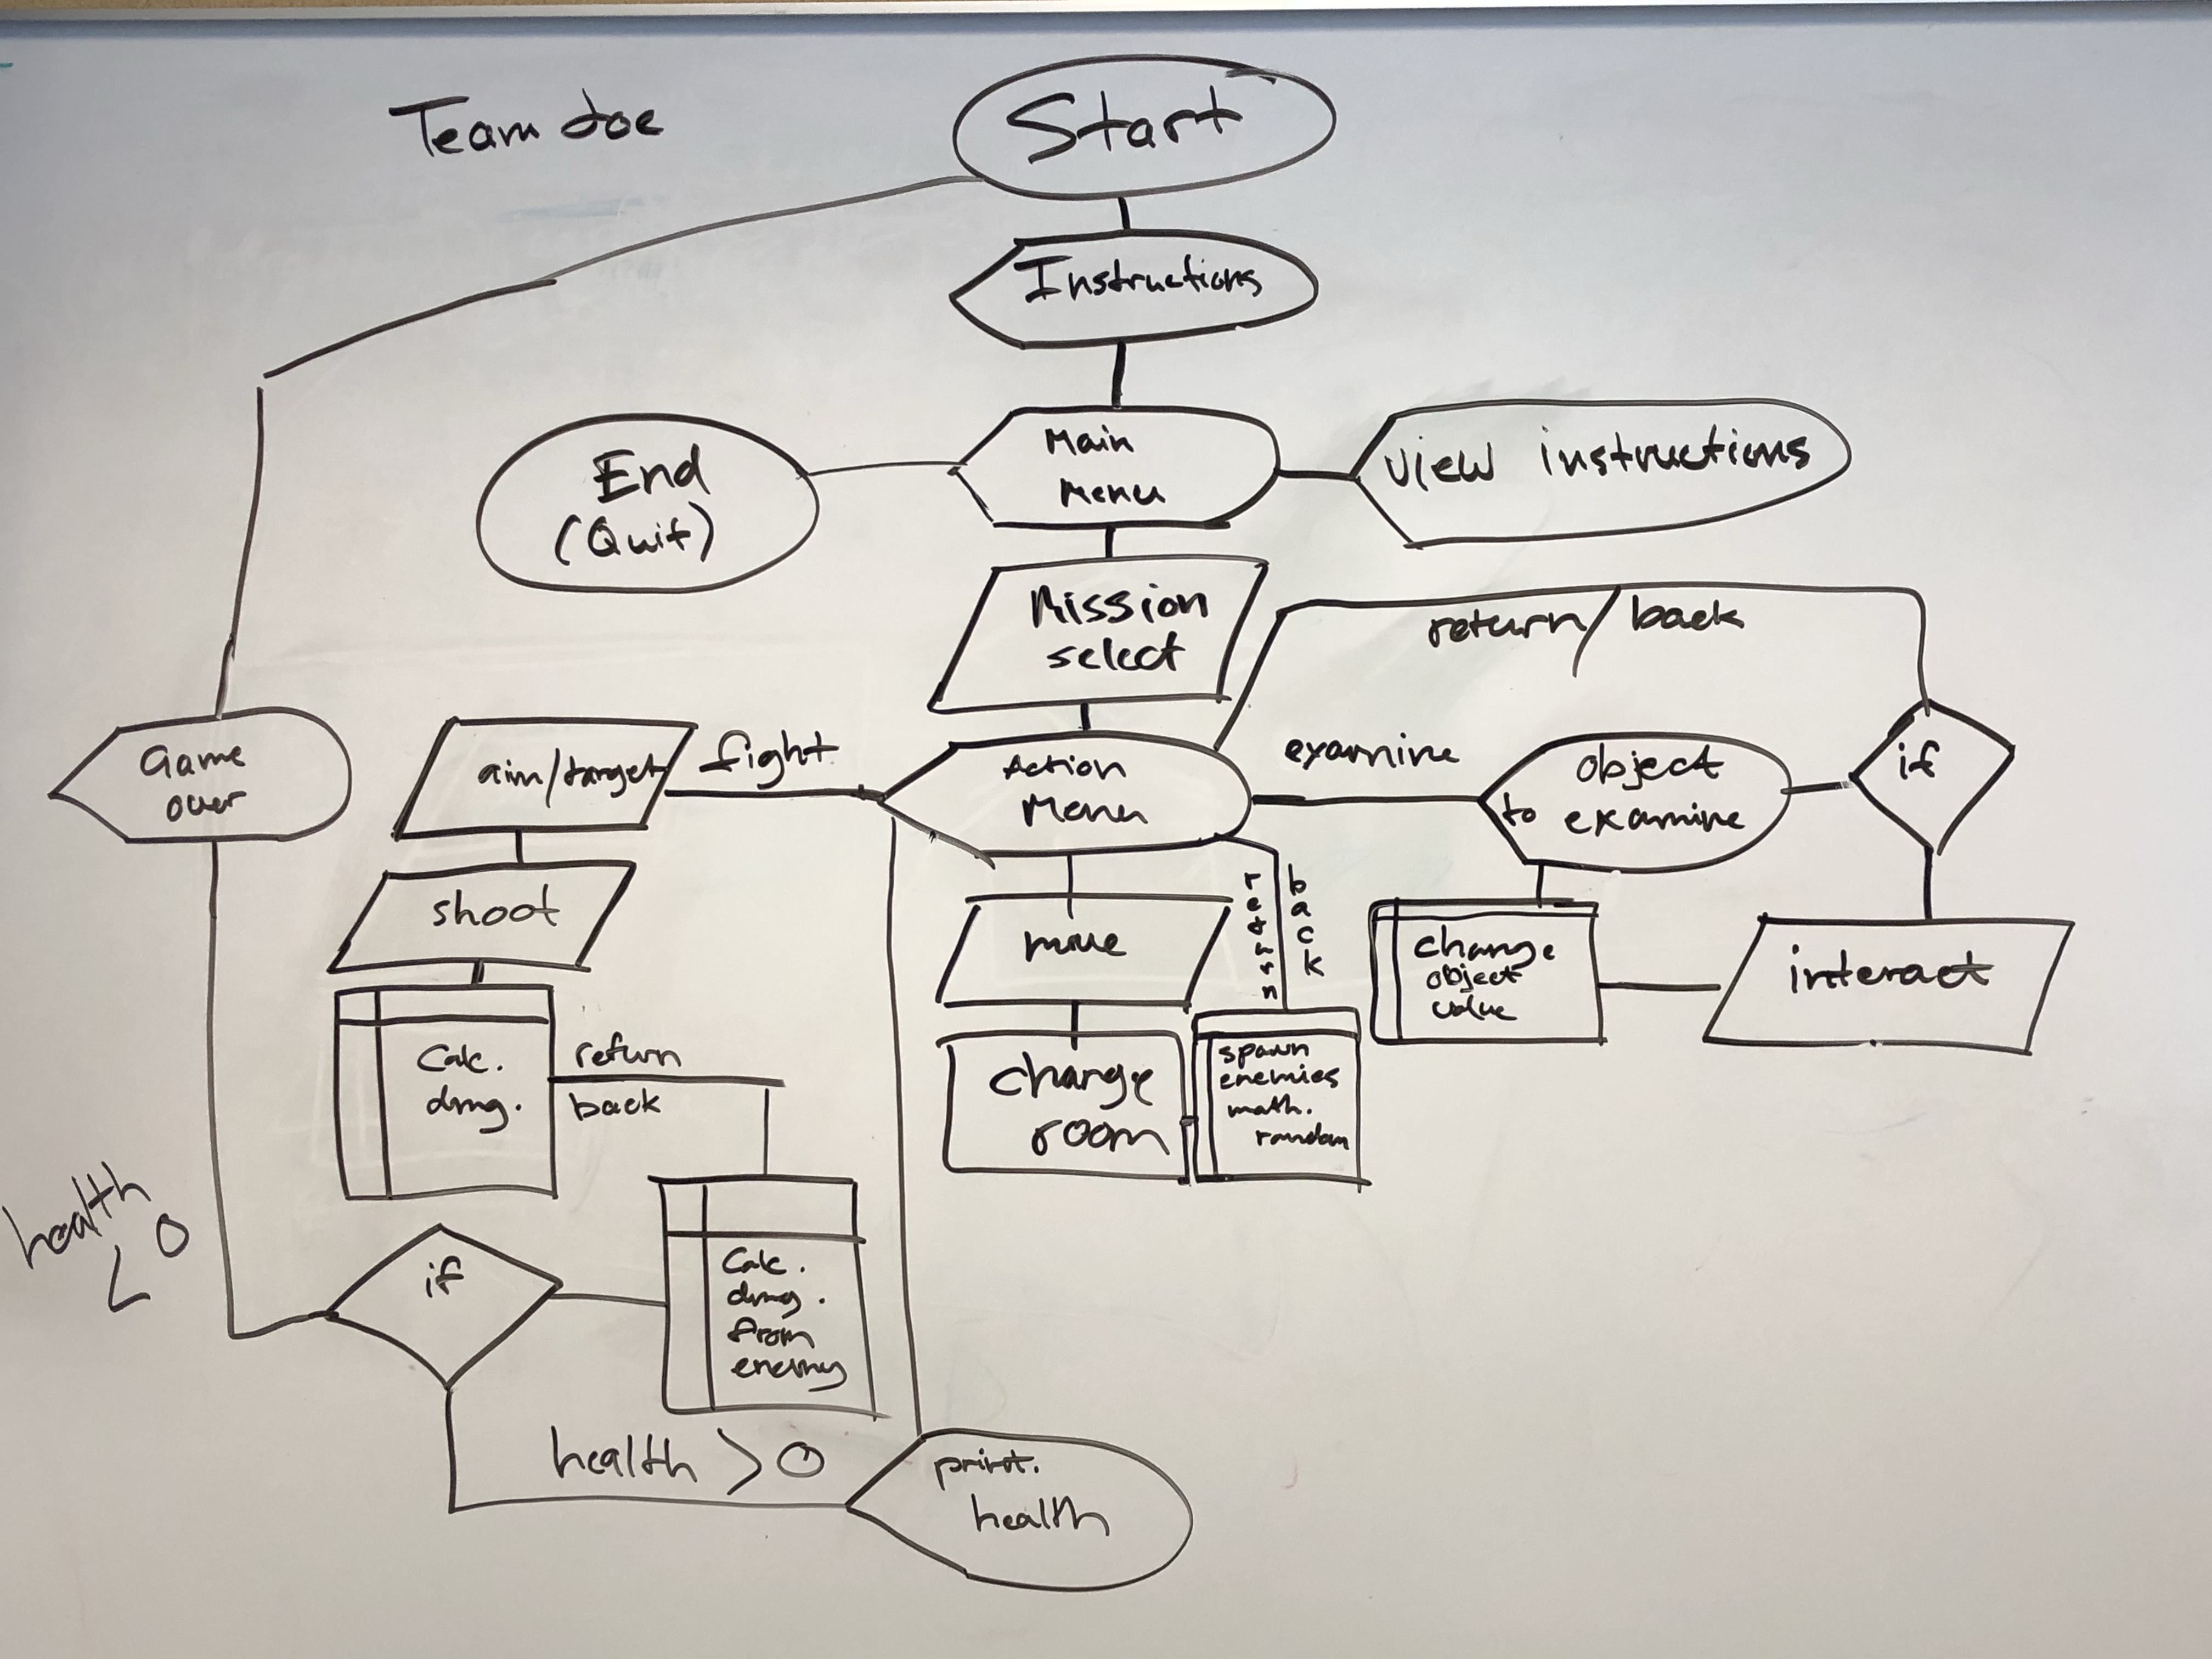 Team Joe
Start
Instructions
Main
Menu
End
(Quit)
View instructions
Mission
select
return/back
Game
over
aim/target
fight
Action
Menu
examine
object
to examine
if
shoot
move
return
back
change
object
value
interact
Calc.
dmg.
return
back
change
room
spawn
enemies
math.
random
health
< 0
if
Calc.
dmg.
from
enemy
health > 0
print.
health